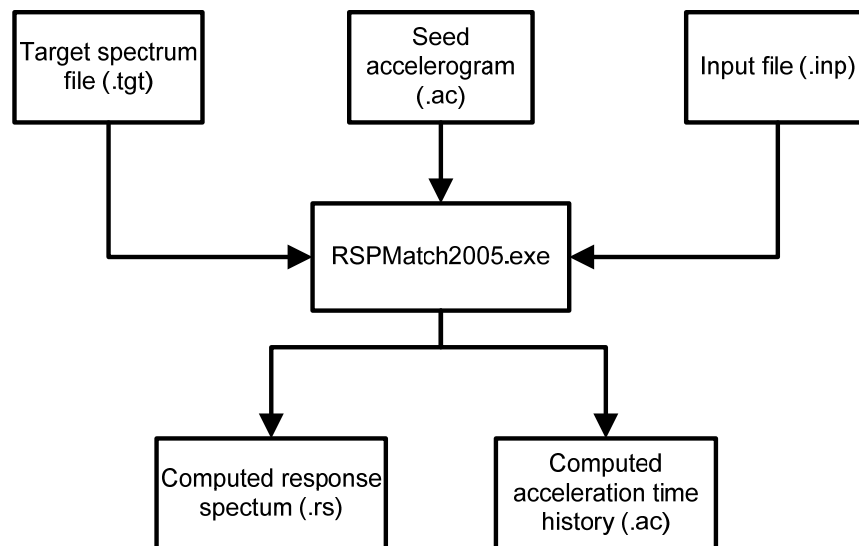 Target spectrum
file (.tgt)
Seed
accelerogram
(.ac)
Input file (.inp)
RSPMatch2005.exe
Computed response
spectum (.rs)
Computed
acceleration time
history (.ac)